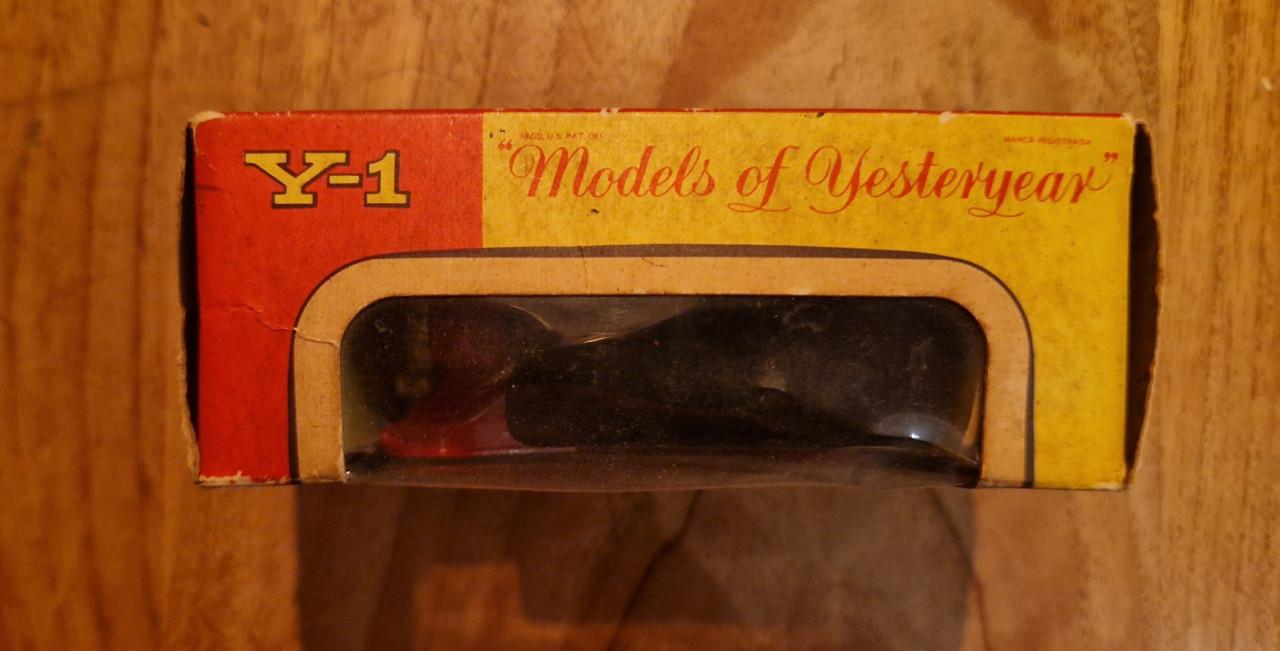 Y-1
REGD. U.S. PAT. OFF.
MARCA REGISTRADA
“Models of Yesteryear”